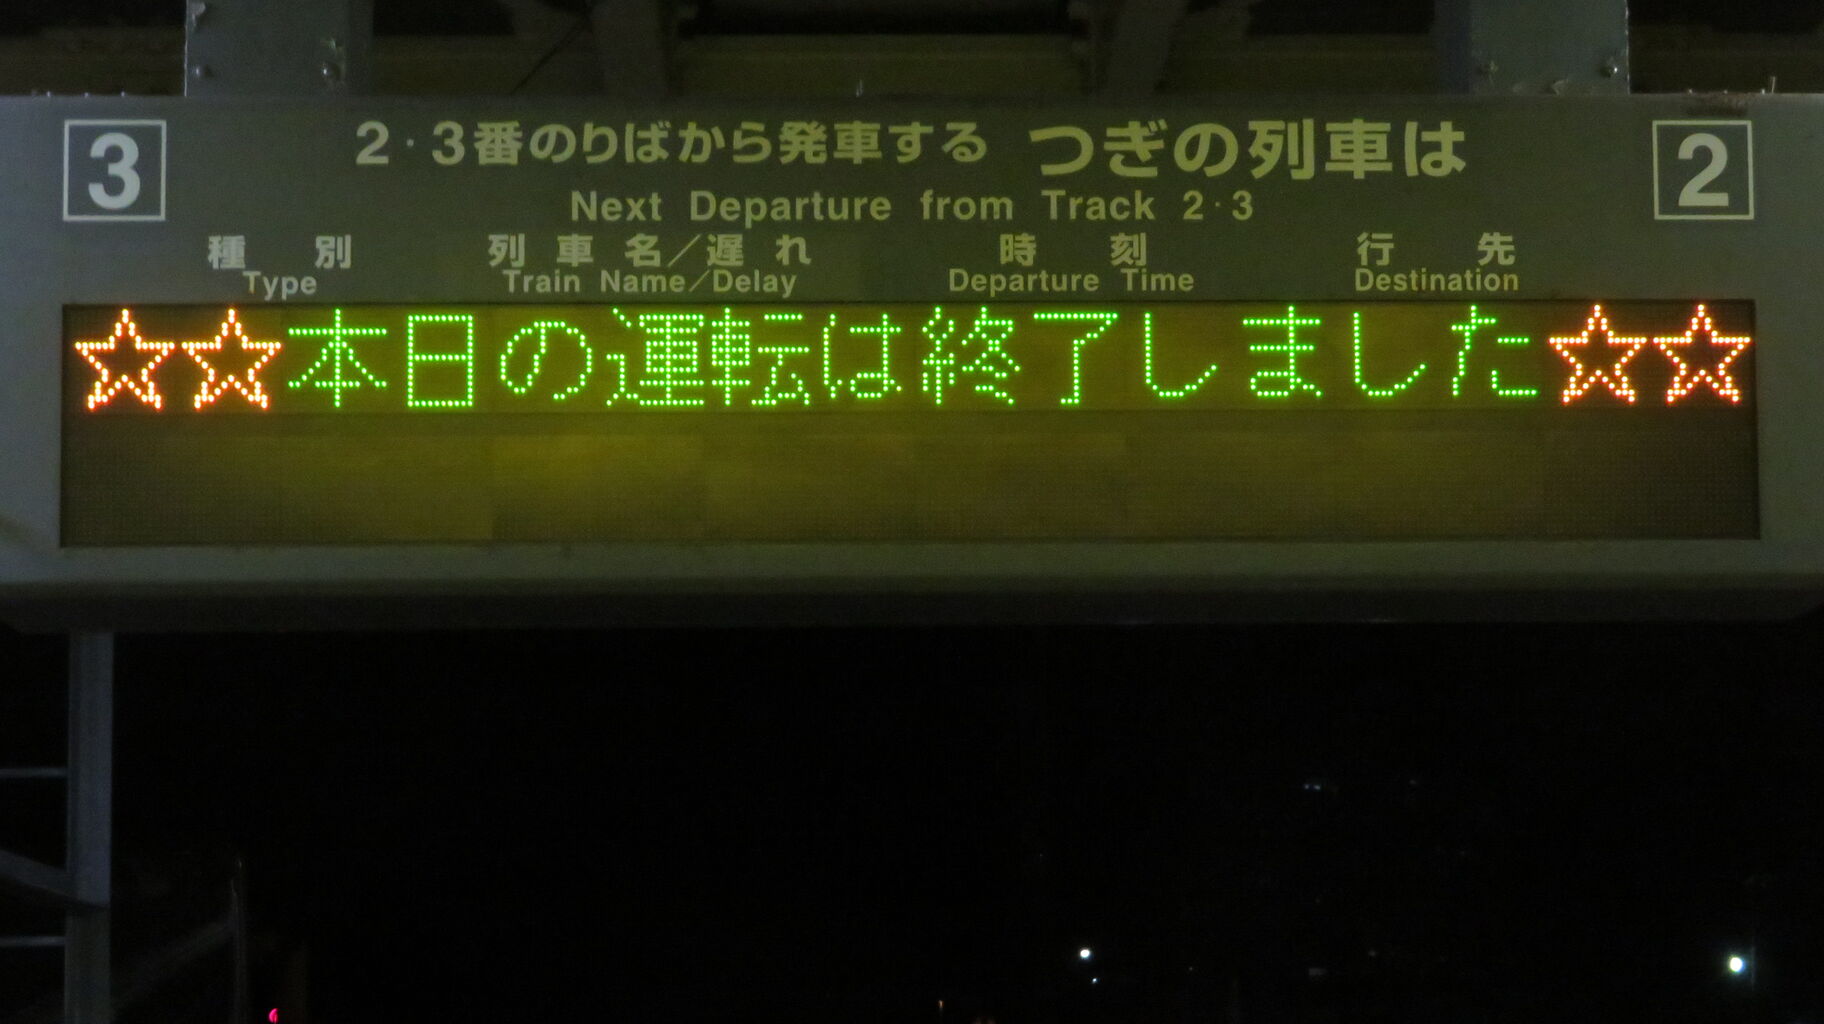 3 2・3番のりばから発車する つぎの列車は 2
Next Departure from Track 2・3
種別 列車名/遅れ 時刻 行先
Type Train Name/Delay Departure Time Destination
☆☆本日の運転は終了しました☆☆